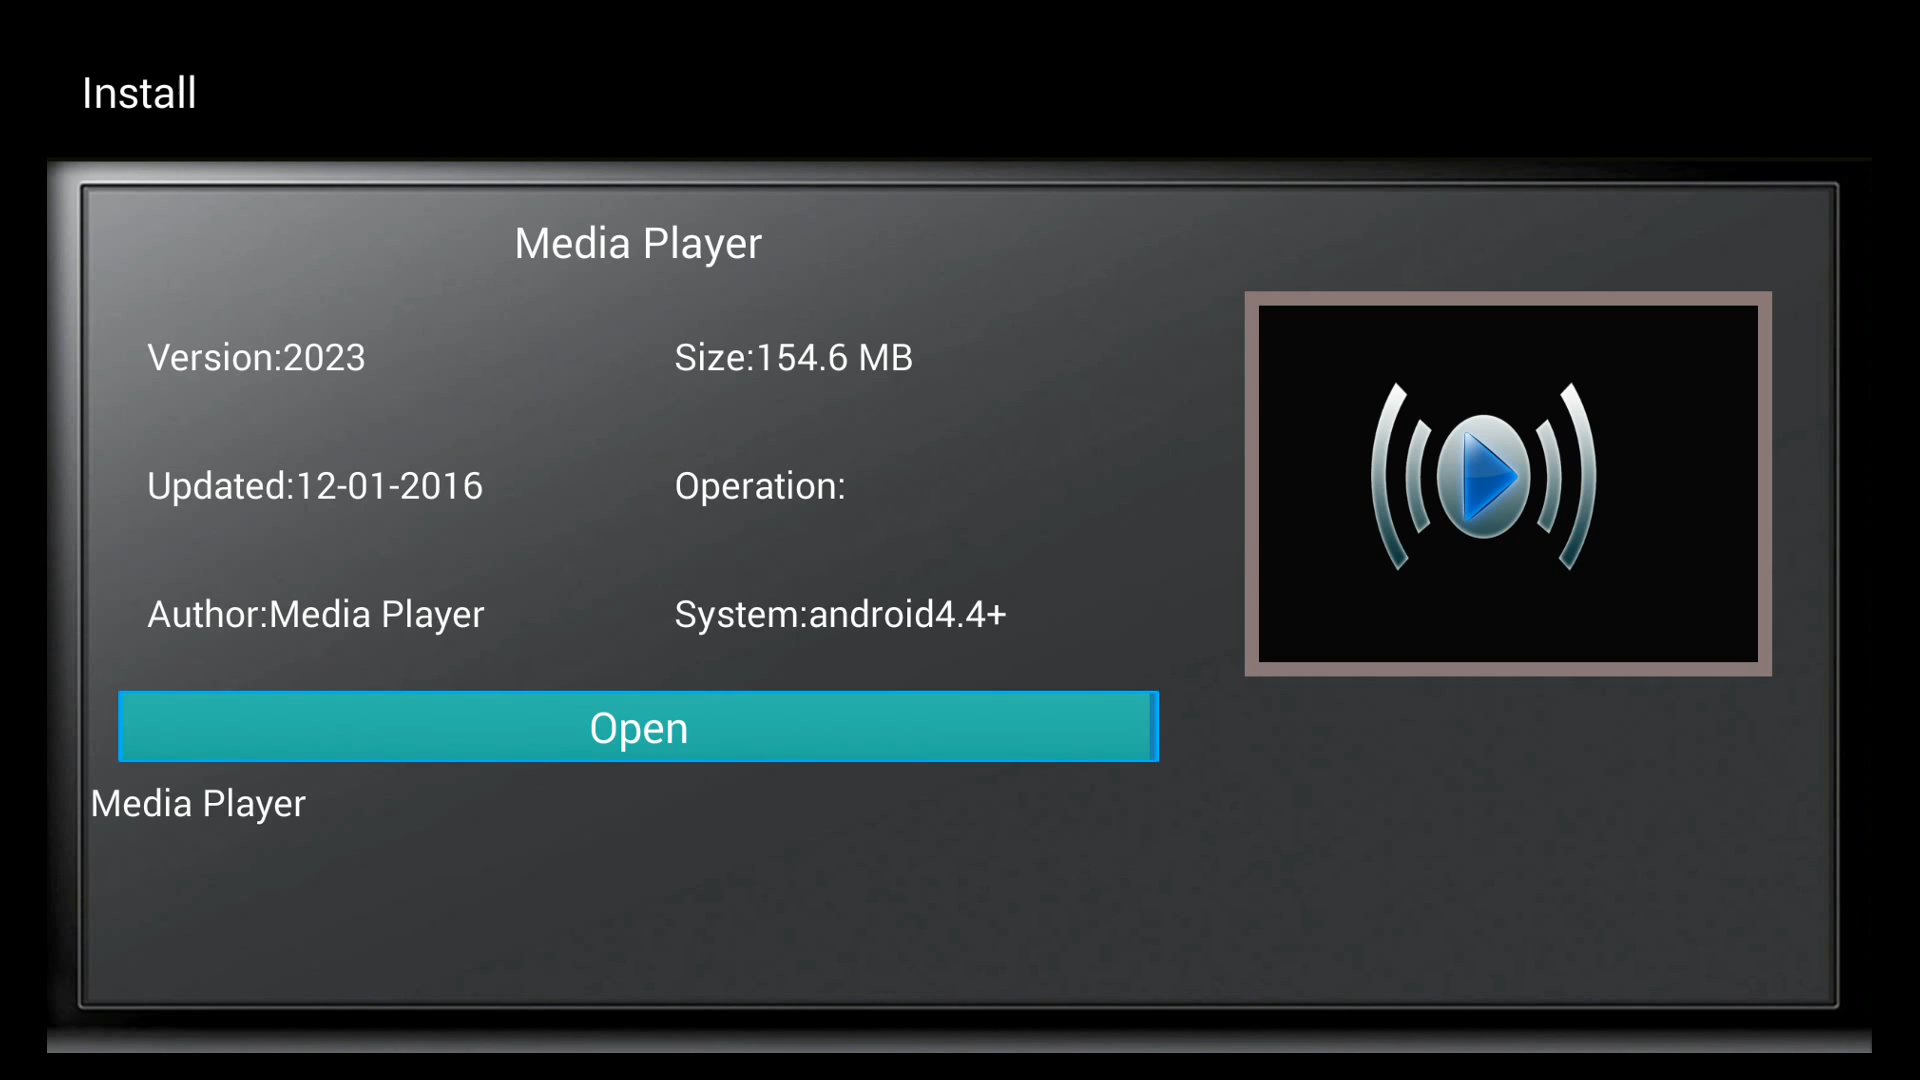 Install
Media Player
Version:2023
Size:154.6 MB
Updated:12-01-2016
Operation:
Author:Media Player
System:android4.4+
Open
Media Player